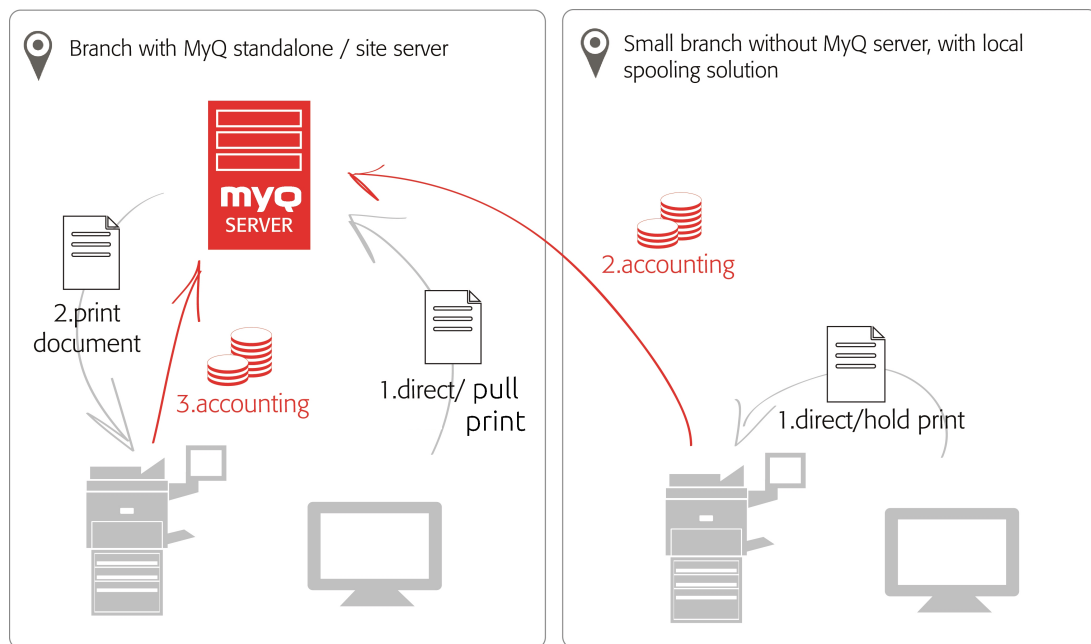 Branch with MyQ standalone / site server
myQ
SERVER
2.print
document
1.direct/ pull
print
3.accounting
Small branch without MyQ server, with local
spooling solution
2.accounting
1.direct/hold print